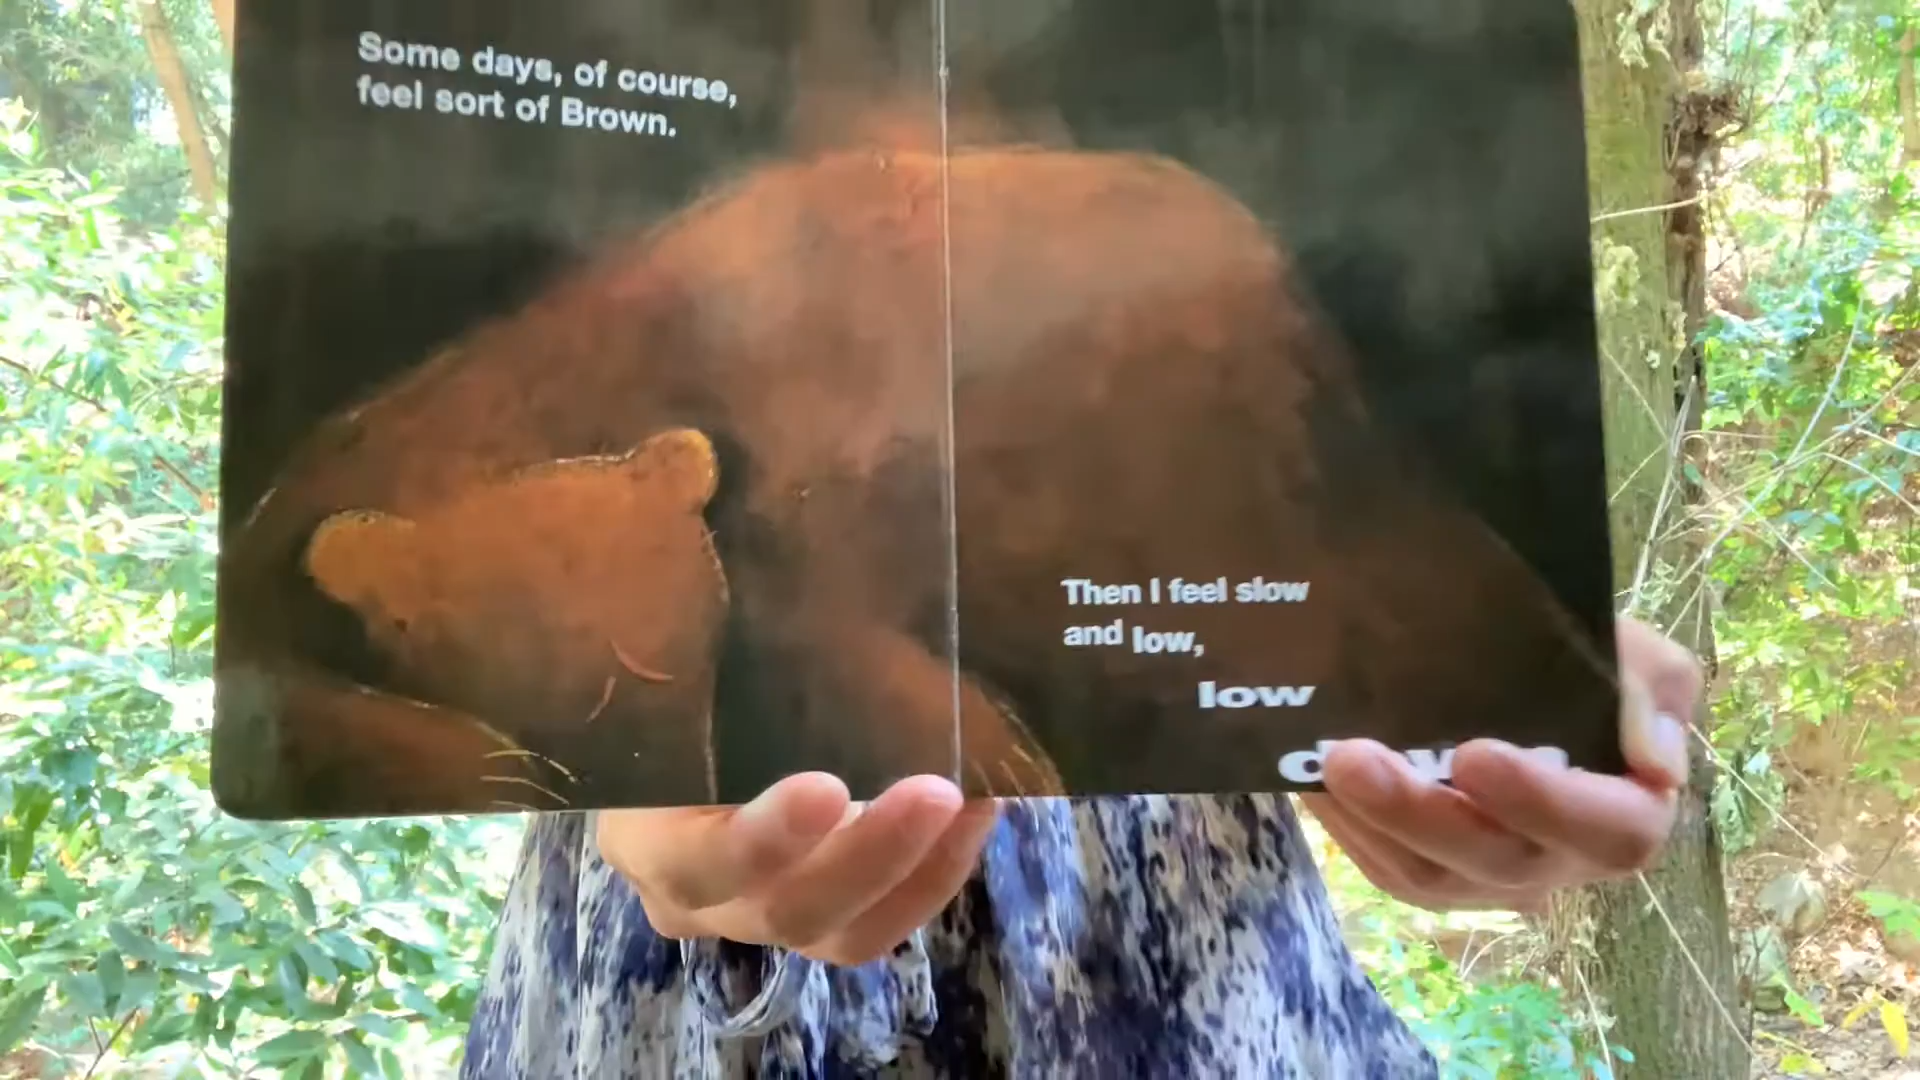 Some days, of course,
feel sort of Brown.
Then I feel slow
and low,
low